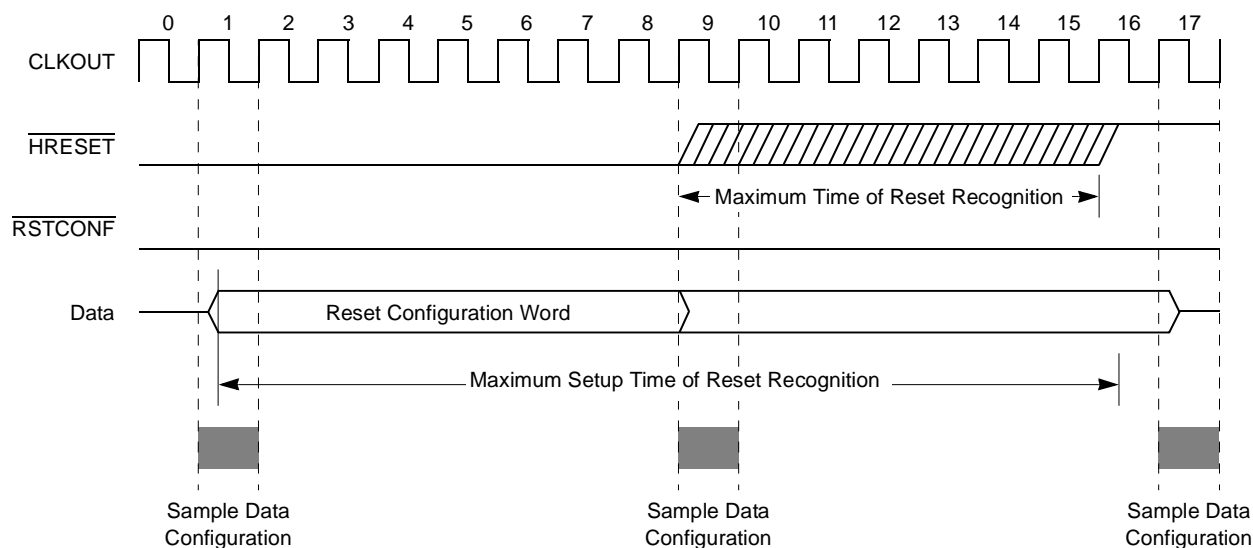 0 1 2 3 4 5 6 7 8 9 10 11 12 13 14 15 16 17
CLKOUT
HRESET
Maximum Time of Reset Recognition
RSTCONF
Data
Reset Configuration Word
Maximum Setup Time of Reset Recognition
Sample Data Sample Data Sample Data
Configuration Configuration Configuration